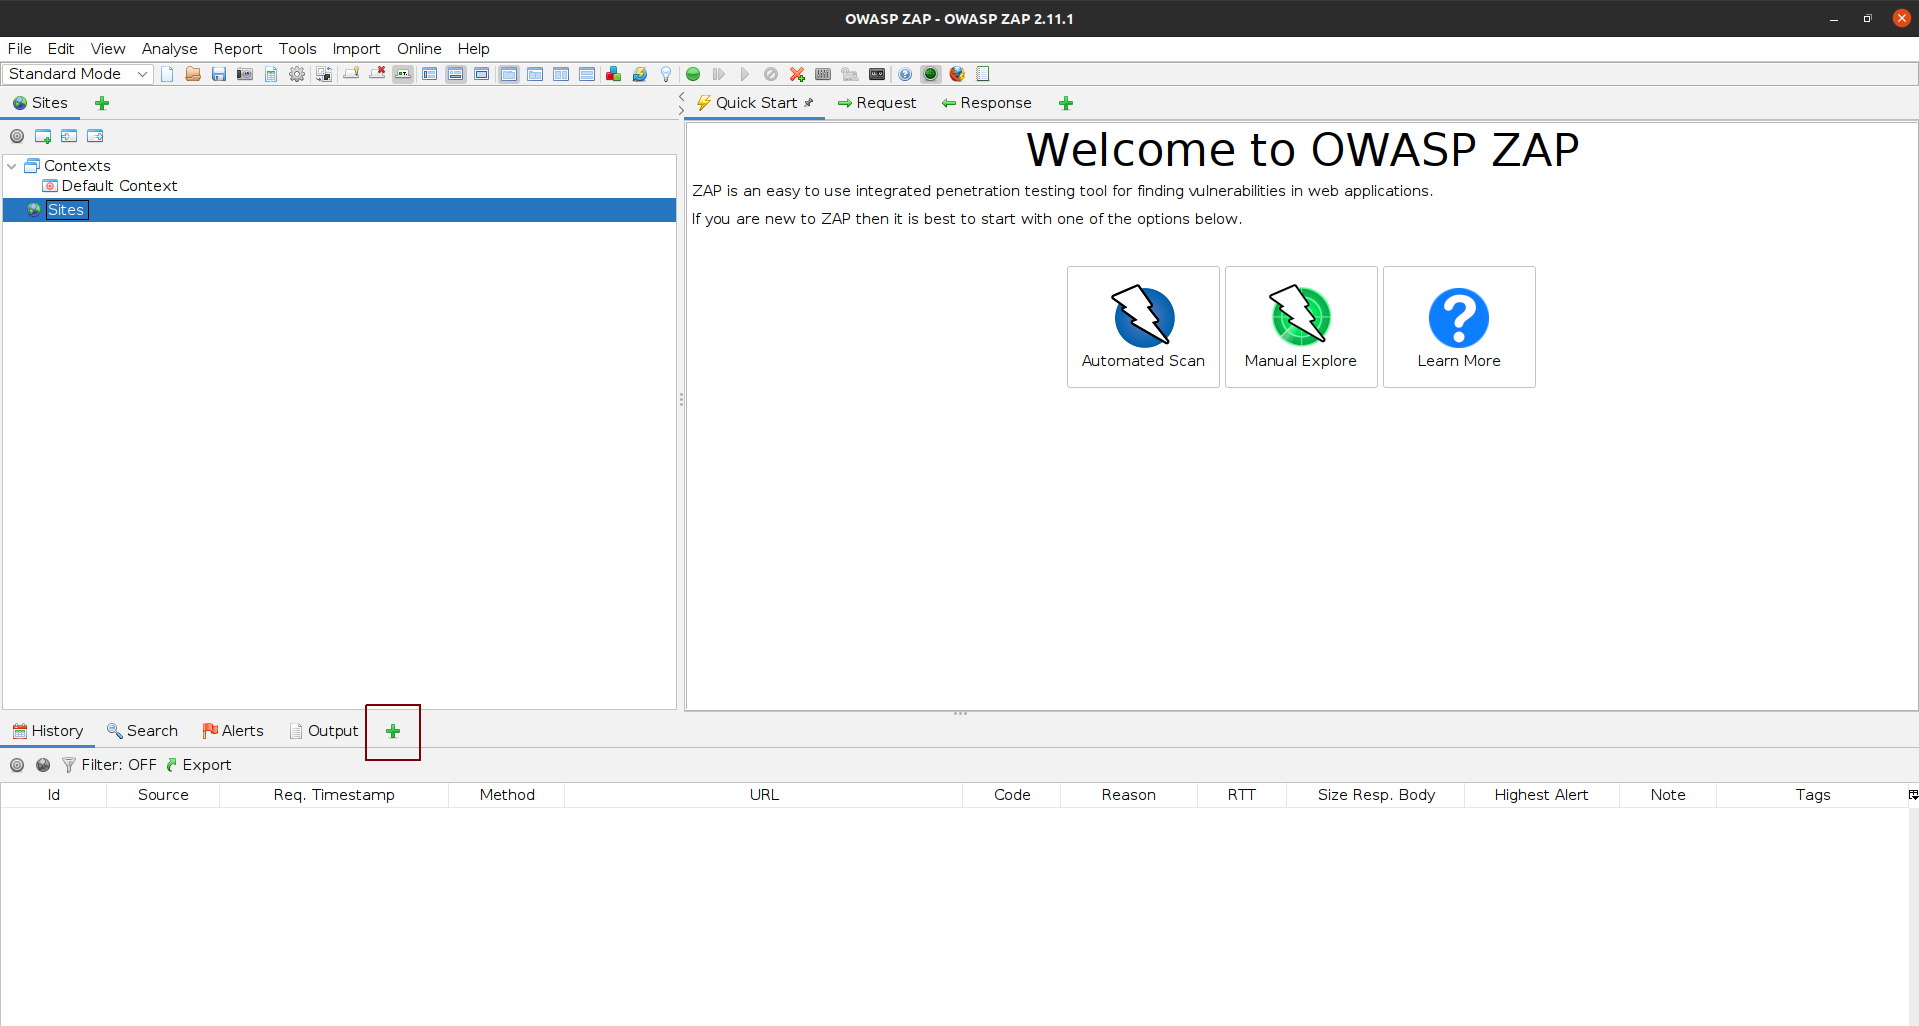 OWASP ZAP - OWASP ZAP 2.11.1
File Edit View Analyse Report Tools Import Online Help
Standard Mode
Sites
Quick Start Request Response
Contexts
Default Context
Sites
Welcome to OWASP ZAP
ZAP is an easy to use integrated penetration testing tool for finding vulnerabilities in web applications.
If you are new to ZAP then it is best to start with one of the options below.
Automated Scan Manual Explore Learn More
History Search Alerts Output
Filter: OFF Export
Id Source Req. Timestamp Method URL Code Reason RTT Size Resp. Body Highest Alert Note Tags